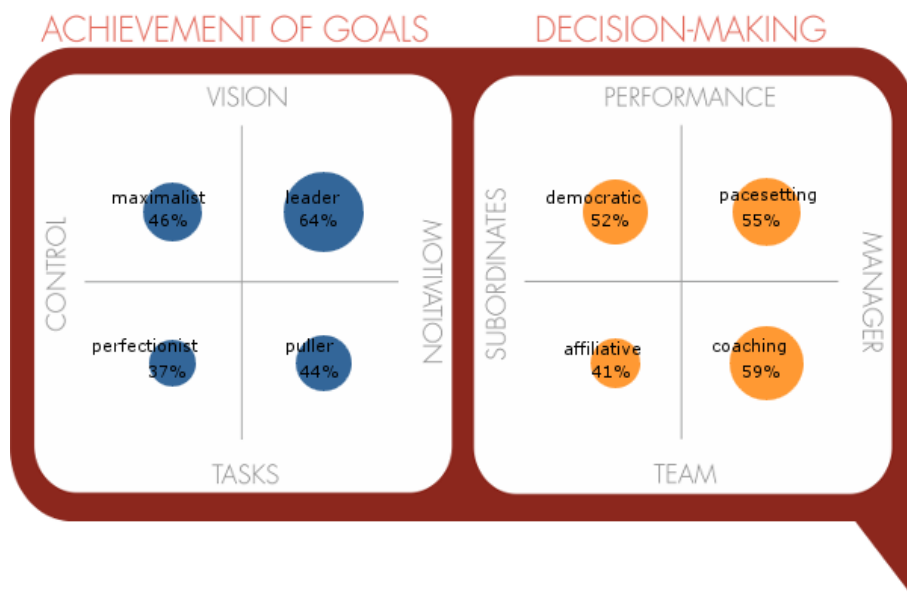 ACHIEVEMENT OF GOALS
VISION
CONTROL
MOTIVATION
maximalist
46%
leader
64%
perfectionist
37%
puller
44%
TASKS
DECISION-MAKING
PERFORMANCE
SUBORDINATES
MANAGER
democratic
52%
pacesetting
55%
affiliative
41%
coaching
59%
TEAM